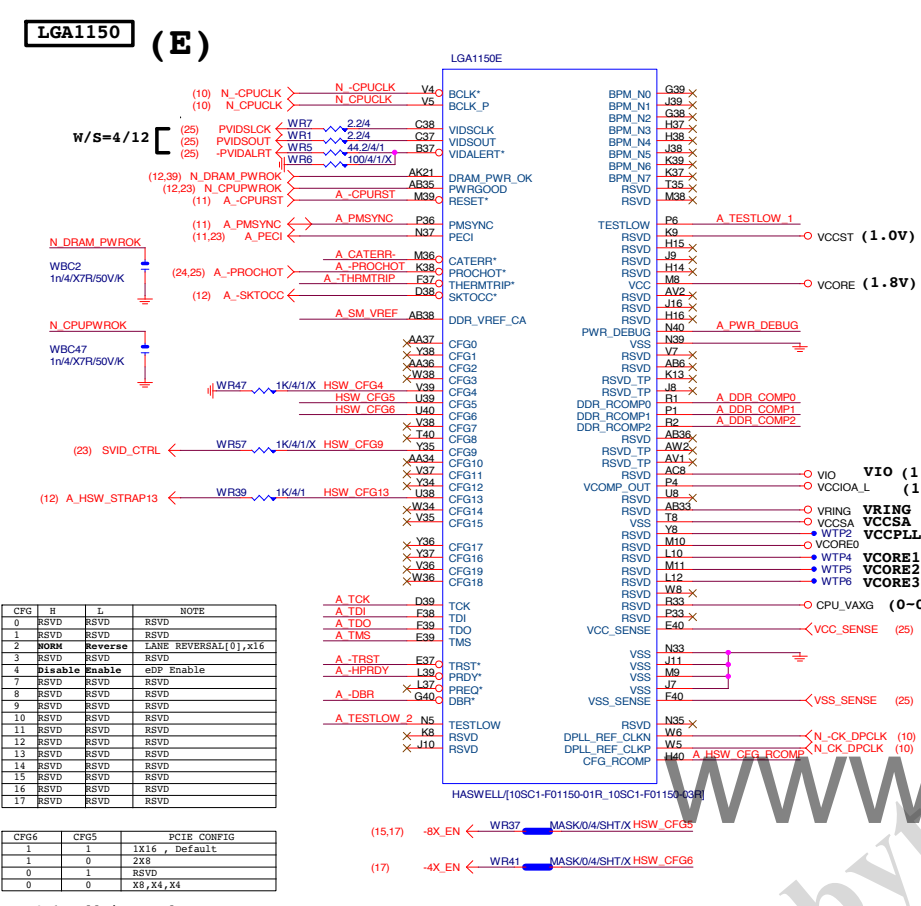 LGA1150 (E)
LGA1150E
(10) N_-CPUCLK N_-CPUCLK V4 BCLK* BPM_N0 G39
(10) N_CPUCLK N_CPUCLK V5 BCLK_P BPM_N1 J39
BPM_N2 G38
W/S=4/12
(25) PVIDSLCK WR7 2.2/4 C38 VIDSCLK BPM_N3 H37
(25) PVIDSOUT WR1 2.2/4 C37 VIDSOUT BPM_N4 H38
(25) -PVIDALRT WR5 44.2/4/1 B37 VIDALERT* BPM_N5 J38
WR6 100/4/1/X BPM_N6 K39
(12,39) N_DRAM_PWROK AK21 DRAM_PWR_OK BPM_N7 K37
(12,23) N_CPUPWROK AB35 PWRGOOD RSVD T35
(11) A_-CPURST A_-CPURST M39 RESET* RSVD M38
(11) A_PMSYNC A_PMSYNC P36 PMSYNC TESTLOW P6 A_TESTLOW_1
(11,23) A_PECI N37 PECI RSVD K9 VCCST (1.0V)
RSVD H15
A_CATERR- M36 CATERR* RSVD J9
(24,25) A_-PROCHOT A_-PROCHOT K38 PROCHOT* RSVD H14
A_-THRMTRIP F37 THERMTRIP* VCC M8 VCORE (1.8V)
(12) A_-SKTOCC D38 SKTOCC* RSVD AV2
RSVD J16
A_SM_VREF AB38 DDR_VREF_CA RSVD H16
PWR_DEBUG N40 A_PWR_DEBUG
N_DRAM_PWROK
WBC2
1n/4/X7R/50V/K
N_CPUPWROK
WBC47
1n/4/X7R/50V/K
AA37 CFG0 VSS N39
Y38 CFG1 RSVD V7
AA36 CFG2 RSVD AB6
W38 CFG3 RSVD_TP K13
WR47 1K/4/1/X HSW_CFG4 V39 CFG4 RSVD_TP J8
HSW_CFG5 U39 CFG5 DDR_RCOMP0 R1 A_DDR_COMP0
HSW_CFG6 U40 CFG6 DDR_RCOMP1 P1 A_DDR_COMP1
V38 CFG7 DDR_RCOMP2 R2 A_DDR_COMP2
T40 CFG8 RSVD AB36
(23) SVID_CTRL WR57 1K/4/1/X HSW_CFG9 Y35 CFG9 RSVD_TP AW2
AA34 CFG10 RSVD_TP AV1
V37 CFG11 RSVD AC8 VIO VIO (1
Y34 CFG12 VCOMP_OUT P4 VCCIOA_L (1
(12) A_HSW_STRAP13 WR39 1K/4/1 HSW_CFG13 U38 CFG13 RSVD U8
W34 CFG14 RSVD AB33 VRING VRING
V35 CFG15 VSS T8 VCCSA VCCSA
RSVD Y8 WTP2 VCCPLL
Y36 CFG17 RSVD M10 VCORE0
Y37 CFG16 RSVD L10 WTP4 VCORE1
V36 CFG19 RSVD M11 WTP5 VCORE2
W36 CFG18 RSVD L12 WTP6 VCORE3
RSVD W8
A_TCK D39 TCK RSVD R33 CPU_VAXG (0~
A_TDI F38 TDI RSVD P33
A_TDO F39 TDO VCC_SENSE E40 VCC_SENSE (25)
A_TMS E39 TMS
VSS N33
A_-TRST E37 TRST* VSS J11
A_-HPRDY L39 PRDY* VSS M9
L37 PREQ* VSS J7
A_-DBR G40 DBR* VSS_SENSE F40 VSS_SENSE (25)
A_TESTLOW_2 N5 TESTLOW RSVD N35
K8 RSVD DPLL_REF_CLKN W6 N_-CK_DPCLK (10)
J10 RSVD DPLL_REF_CLKP W5 N_CK_DPCLK (10)
CFG_RCOMP H40 A_HSW_CFG_RCOMP
HASWELL/[10SC1-F01150-01R_10SC1-F01150-03R]
www
(15,17) -8X_EN WR37 MASK/0/4/SHT/X HSW_CFG5
(17) -4X_EN WR41 MASK/0/4/SHT/X HSW_CFG6
CFG H L NOTE
0 RSVD RSVD RSVD
1 RSVD RSVD RSVD
2 NORM Reverse LANE REVERSAL[0],x16
3 RSVD RSVD RSVD
4 Disable Enable eDP Enable
7 RSVD RSVD RSVD
8 RSVD RSVD RSVD
9 RSVD RSVD RSVD
10 RSVD RSVD RSVD
11 RSVD RSVD RSVD
12 RSVD RSVD RSVD
13 RSVD RSVD RSVD
14 RSVD RSVD RSVD
15 RSVD RSVD RSVD
16 RSVD RSVD RSVD
17 RSVD RSVD RSVD
CFG6 CFG5 PCIE CONFIG
1 1 1X16 , Default
1 0 2X8
0 1 RSVD
0 0 X8,X4,X4